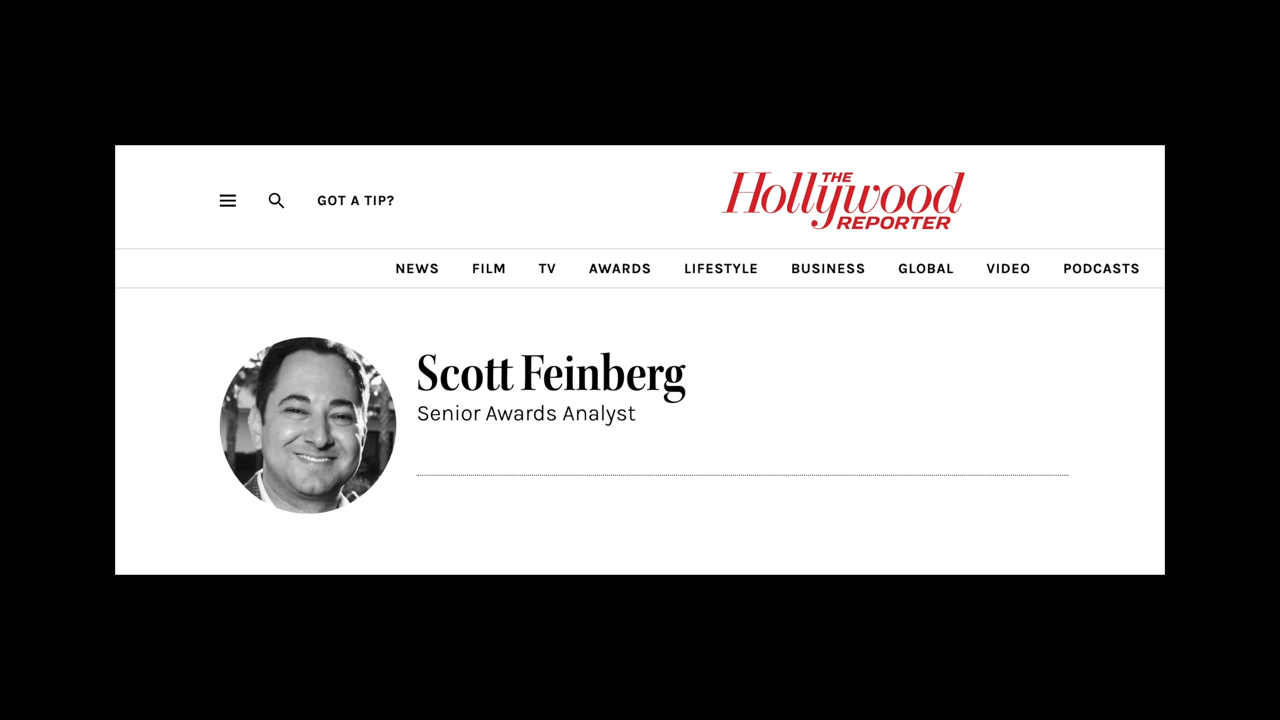 GOT A TIP?
THE
Hollywood
REPORTER
NEWS FILM TV AWARDS LIFESTYLE BUSINESS GLOBAL VIDEO PODCASTS
Scott Feinberg
Senior Awards Analyst